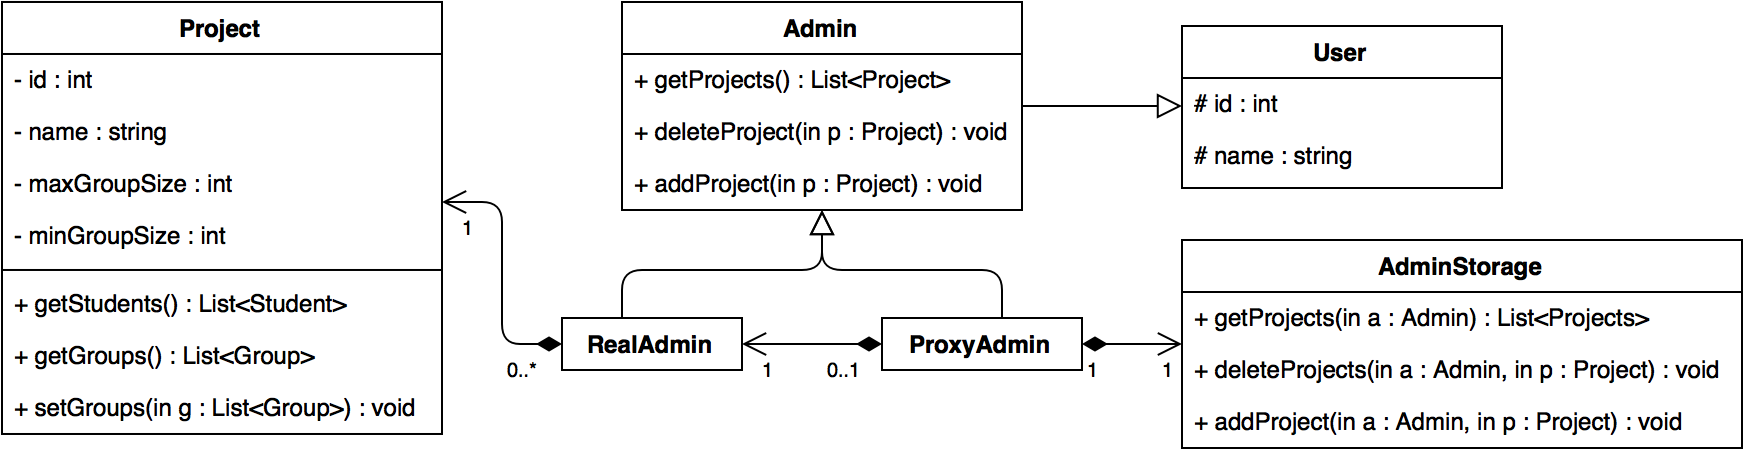 Project
- id : int
- name : string
- maxGroupSize : int
- minGroupSize : int
+ getStudents() : List<Student>
+ getGroups() : List<Group>
+ setGroups(in g : List<Group>) : void
Admin
+ getProjects() : List<Project>
+ deleteProject(in p : Project) : void
+ addProject(in p : Project) : void
User
# id : int
# name : string
1
0..*
RealAdmin
1
0..1
ProxyAdmin
1
1
AdminStorage
+ getProjects(in a : Admin) : List<Projects>
+ deleteProjects(in a : Admin, in p : Project) : void
+ addProject(in a : Admin, in p : Project) : void